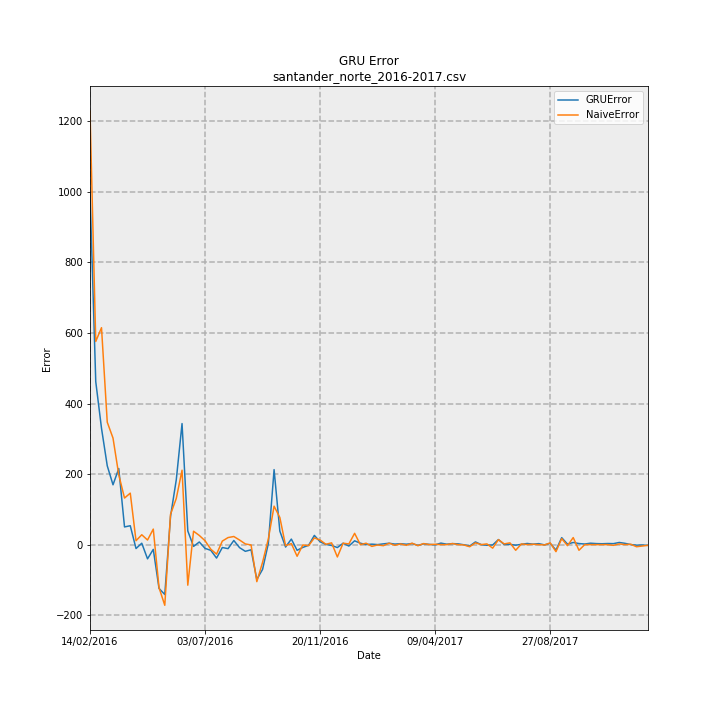 GRU Error
santander_norte_2016-2017.csv
GRUError
NaiveError
1200
1000
800
600
400
200
0
−200
Error
14/02/2016
03/07/2016
20/11/2016
09/04/2017
27/08/2017
Date